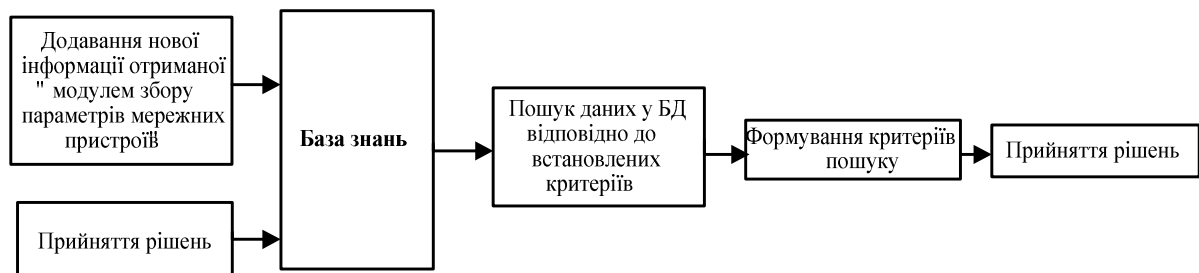 Додавання нової
інформації отриманої
" модулем збору
параметрів мережних
пристроїв"
Прийняття рішень
База знань
Пошук даних у БД
відповідно до
встановлених
критеріїв
Формування критеріїв
пошуку
Прийняття рішень